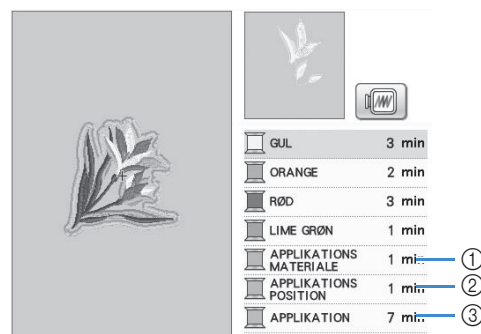 GUL 3 min
ORANGE 2 min
RØD 3 min
LIME GRØN 1 min
APPLIKATIONS
MATERIALE 1 min ①
APPLIKATIONS
POSITION 1 min ②
APPLIKATION 7 min ③